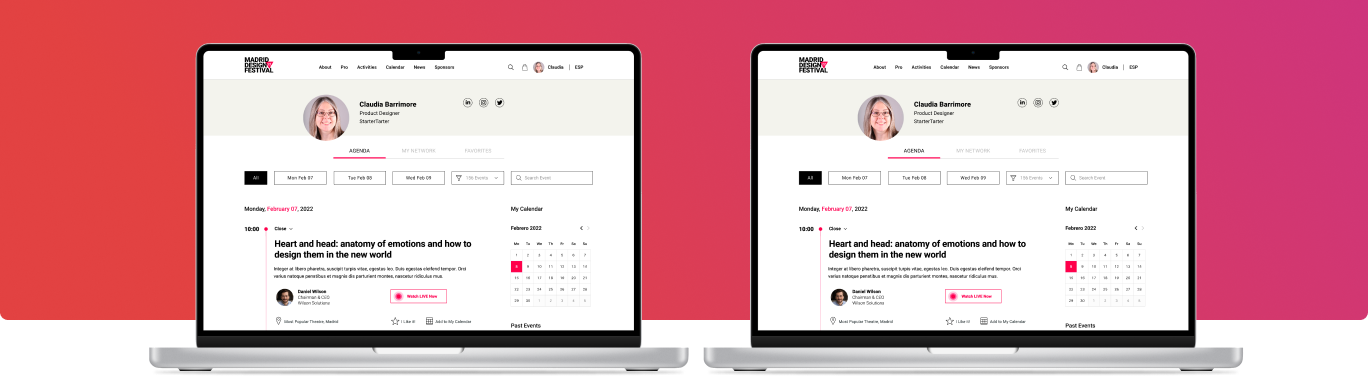 MADRID
DESIGN
FESTIVAL
About Pro Activities Calendar News Sponsors
Claudia | ESP
Claudia Barrimore
Product Designer
StarterTarter
AGENDA MY NETWORK FAVORITES
All Mon Feb 07 Tue Feb 08 Wed Feb 09 156 Events Search Event
Monday, February 07, 2022
My Calendar
10:00 Close
Febrero 2022
Heart and head: anatomy of emotions and how to
design them in the new world
Integer at libero pharetra, suscipit turpis vitae, egestas leo. Duis egestas eleifend tempor. Orci
varius natoque penatibus et magnis dis parturient montes, nascetur ridiculus mus.
Mo Tu We Th Fr Sa Su
1 2 3 4 5 6 7
8 9 10 11 12 13 14
15 16 17 18 19 20 21
22 23 24 25 26 27 28
29 30 1 2 3 4 5
Daniel Wilson
Chairman & CEO
Wilson Solutions
Watch LIVE Now
Most Popular Theatre, Madrid
I Like it!
Add to My Calendar
Past Events
MADRID
DESIGN
FESTIVAL
About Pro Activities Calendar News Sponsors
Claudia | ESP
Claudia Barrimore
Product Designer
StarterTarter
AGENDA MY NETWORK FAVORITES
All Mon Feb 07 Tue Feb 08 Wed Feb 09 156 Events Search Event
Monday, February 07, 2022
My Calendar
10:00 Close
Febrero 2022
Heart and head: anatomy of emotions and how to
design them in the new world
Integer at libero pharetra, suscipit turpis vitae, egestas leo. Duis egestas eleifend tempor. Orci
varius natoque penatibus et magnis dis parturient montes, nascetur ridiculus mus.
Mo Tu We Th Fr Sa Su
1 2 3 4 5 6 7
8 9 10 11 12 13 14
15 16 17 18 19 20 21
22 23 24 25 26 27 28
29 30 1 2 3 4 5
Daniel Wilson
Chairman & CEO
Wilson Solutions
Watch LIVE Now
Most Popular Theatre, Madrid
I Like it!
Add to My Calendar
Past Events